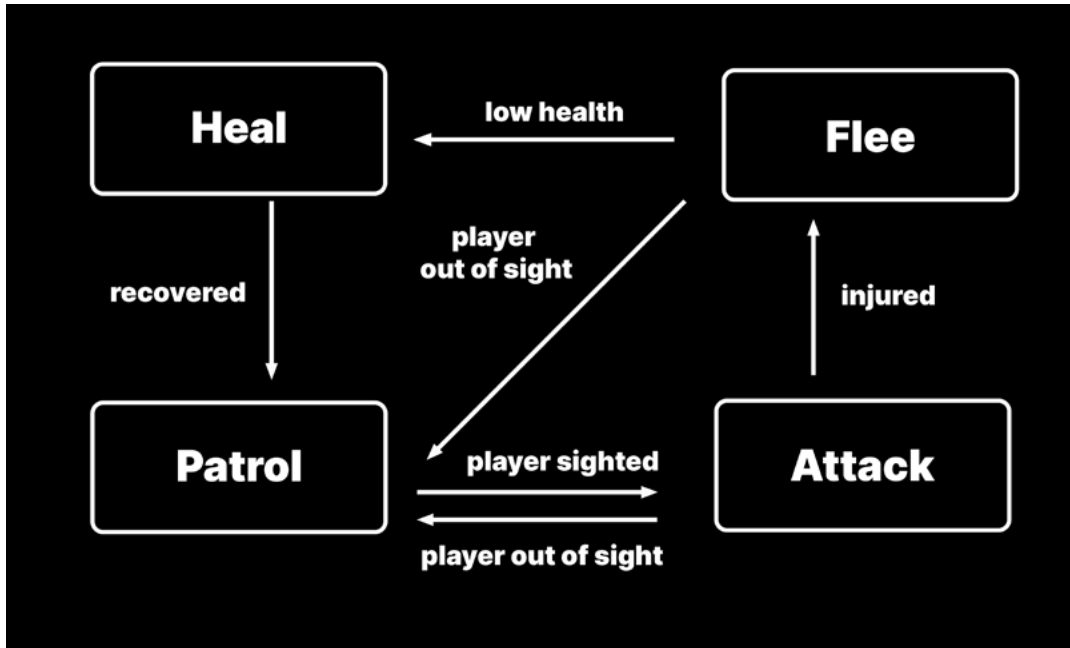 Heal
low health
Flee
player
out of sight
recovered
injured
Patrol
player sighted
Attack
player out of sight